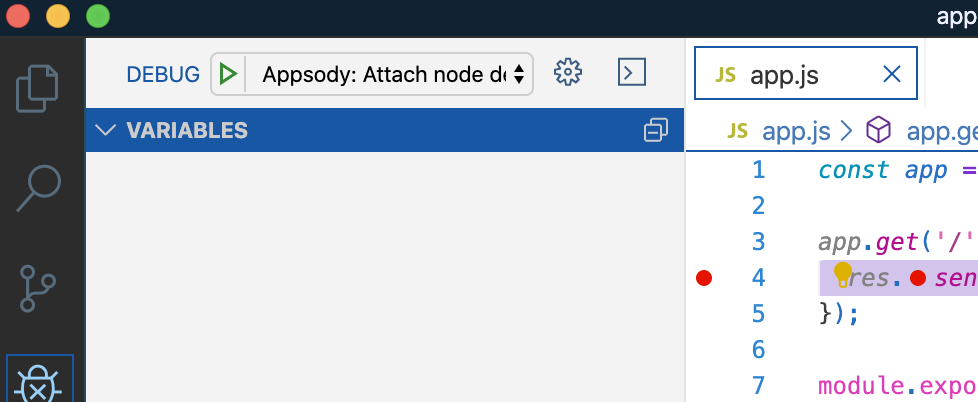 app
DEBUG Appsody: Attach node de
JS app.js
VARIABLES
JS app.js > app.ge
1 const app =
2
3 app.get('/'
4 res. sen
5 });
6
7 module.expo